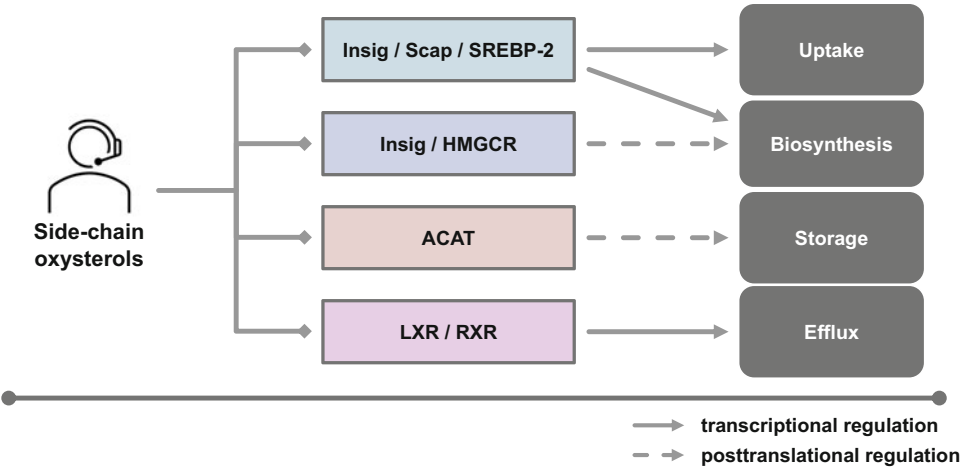 Side-chain
oxysterols
Insig / Scap / SREBP-2
Insig / HMGCR
ACAT
LXR / RXR
Uptake
Biosynthesis
Storage
Efflux
transcriptional regulation
posttranslational regulation